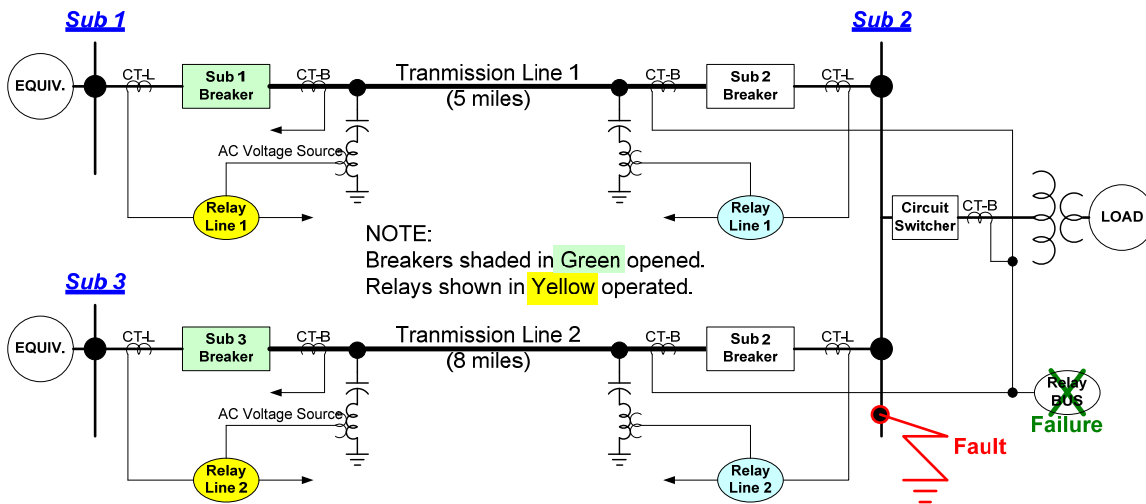 Sub 1
Sub 2
EQUIV.
CT-L
Sub 1
Breaker
CT-B
Tranmission Line 1
(5 miles)
CT-B
Sub 2
Breaker
CT-L
AC Voltage Source
Relay
Line 1
Relay
Line 1
Circuit
Switcher
CT-B
LOAD
NOTE:
Breakers shaded in Green opened.
Relays shown in Yellow operated.
Sub 3
EQUIV.
CT-L
Sub 3
Breaker
CT-B
Tranmission Line 2
(8 miles)
CT-B
Sub 2
Breaker
CT-L
Relay
BUS
Failure
AC Voltage Source
Fault
Relay
Line 2
Relay
Line 2